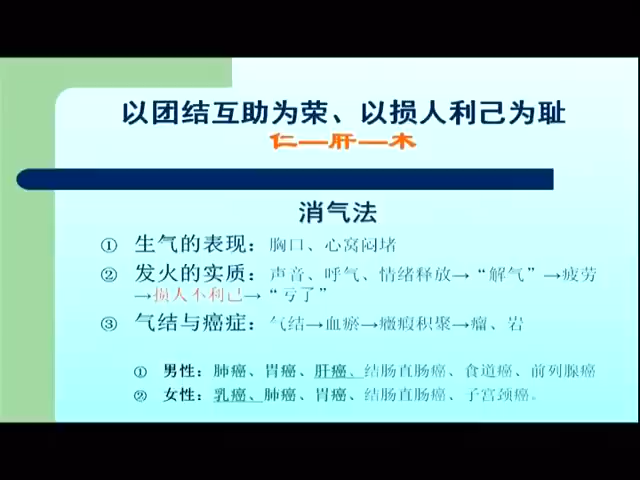 以团结互助为荣、以损人利己为耻
仁—肝—木
消气法
① 生气的表现：胸口、心窝闷堵
② 发火的实质：声音、呼气、情绪释放→“解气”→疲劳
→损人不利己→“亏了”
③ 气结与癌症：气结→血瘀→癥瘕积聚→瘤、岩
① 男性：肺癌、胃癌、肝癌、结肠直肠癌、食道癌、前列腺癌
② 女性：乳癌、肺癌、胃癌、结肠直肠癌、子宫颈癌。